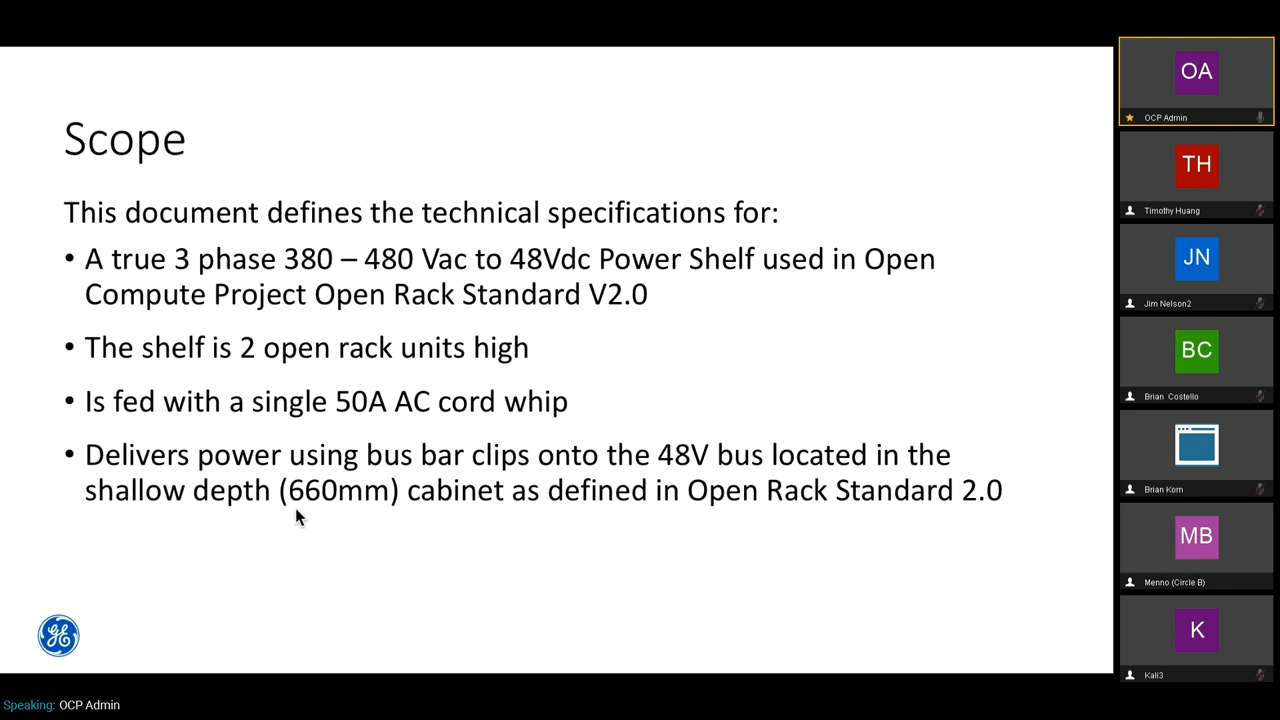 Scope
This document defines the technical specifications for:
• A true 3 phase 380 – 480 Vac to 48Vdc Power Shelf used in Open
Compute Project Open Rack Standard V2.0
• The shelf is 2 open rack units high
• Is fed with a single 50A AC cord whip
• Delivers power using bus bar clips onto the 48V bus located in the
shallow depth (660mm) cabinet as defined in Open Rack Standard 2.0
GE
Speaking: OCP Admin
OA
OCP Admin
TH
Timothy Huang
JN
Jim Nelson2
BC
Brian Costello
Brian Korn
MB
Menno (Circle B)
K
Kali3